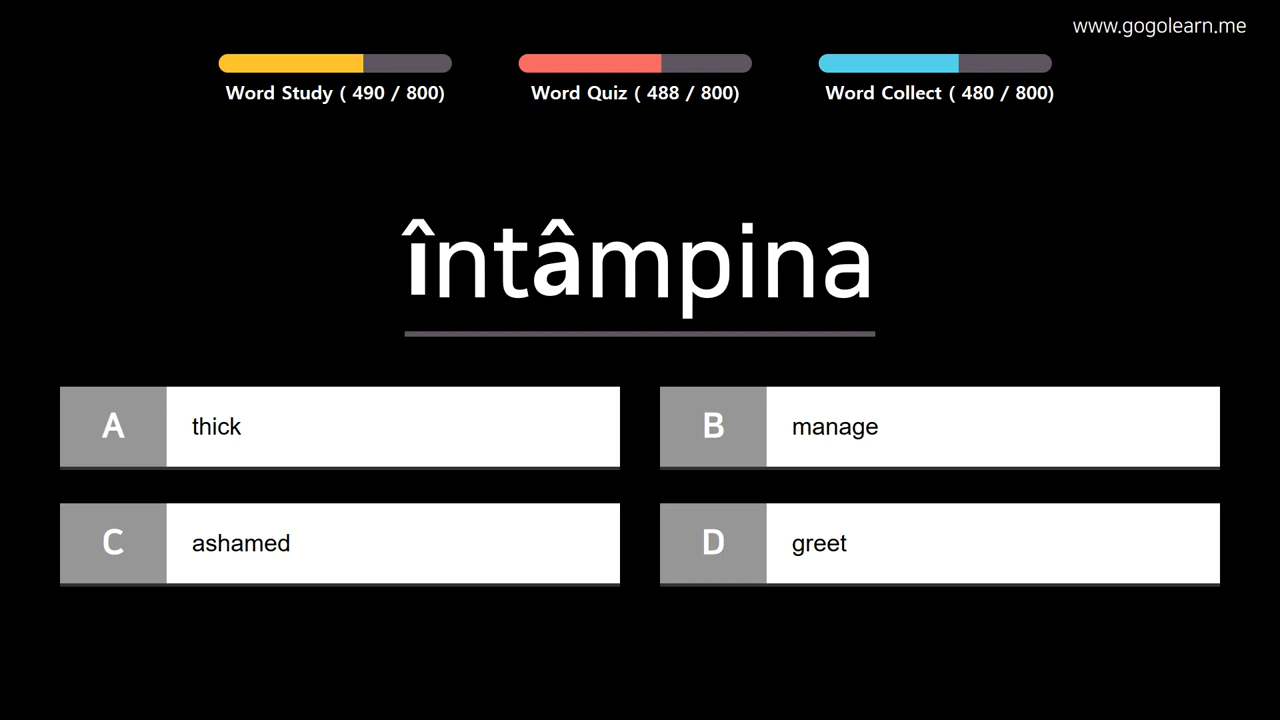 www.gogolearn.me
Word Study ( 490 / 800)
Word Quiz ( 488 / 800)
Word Collect ( 480 / 800)
întâmpina
A thick
B manage
C ashamed
D greet